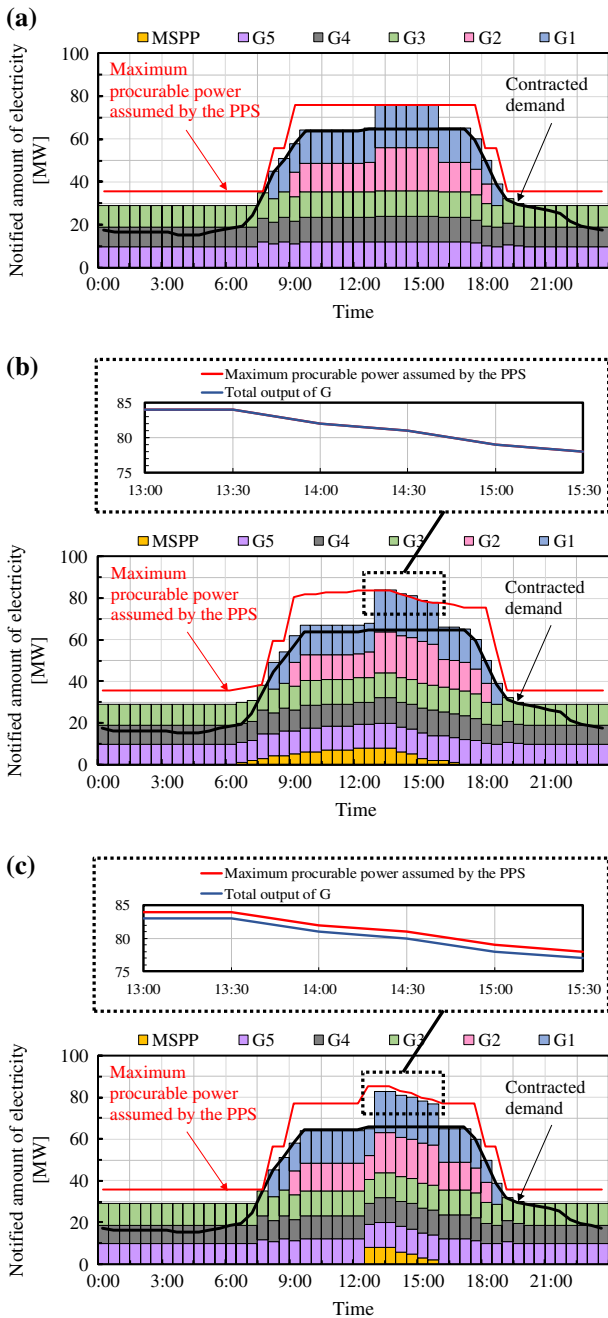 (a)
MSPP G5 G4 G3 G2 G1
100
80
60
40
20
0
Notified amount of electricity
[MW]
Maximum
procurable power
assumed by the PPS
Contracted
demand
0:00 3:00 6:00 9:00 12:00 15:00 18:00 21:00
Time
(b)
Maximum procurable power assumed by the PPS
Total output of G
85
80
75
13:00 13:30 14:00 14:30 15:00 15:30
MSPP G5 G4 G3 G2 G1
100
80
60
40
20
0
Notified amount of electricity
[MW]
Maximum
procurable power
assumed by the PPS
Contracted
demand
0:00 3:00 6:00 9:00 12:00 15:00 18:00 21:00
Time
(c)
Maximum procurable power assumed by the PPS
Total output of G
85
80
75
13:00 13:30 14:00 14:30 15:00 15:30
MSPP G5 G4 G3 G2 G1
100
80
60
40
20
0
Notified amount of electricity
[MW]
Maximum
procurable power
assumed by the PPS
Contracted
demand
0:00 3:00 6:00 9:00 12:00 15:00 18:00 21:00
Time